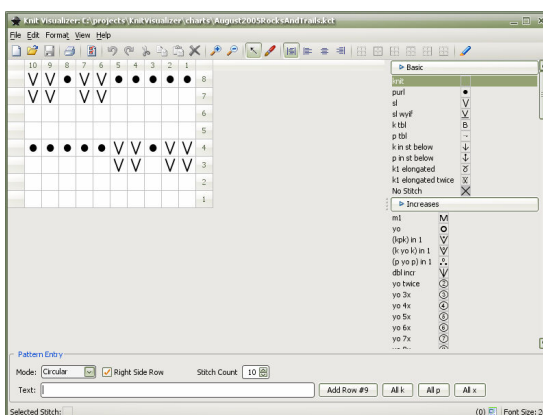 Knit Visualizer: C:\projects\KnitVisualizer\charts\August2005RocksAndTrails.kct
File Edit Format View Help
10 9 8 7 6 5 4 3 2 1
8
7
6
5
4
3
2
1
Basic
knit
purl
sl
sl wyif
k tbl
p tbl
k in st below
p in st below
k1 elongated
k1 elongated twice
No Stitch
Increases
m1
yo
(kpk) in 1
(k yo k) in 1
(p yo p) in 1
dbl incr
yo twice
yo 3x
yo 4x
yo 5x
yo 6x
yo 7x
Pattern Entry
Mode: Circular Right Side Row Stitch Count 10
Text: Add Row #9 All k All p All x
Selected Stitch: (0) Font Size: